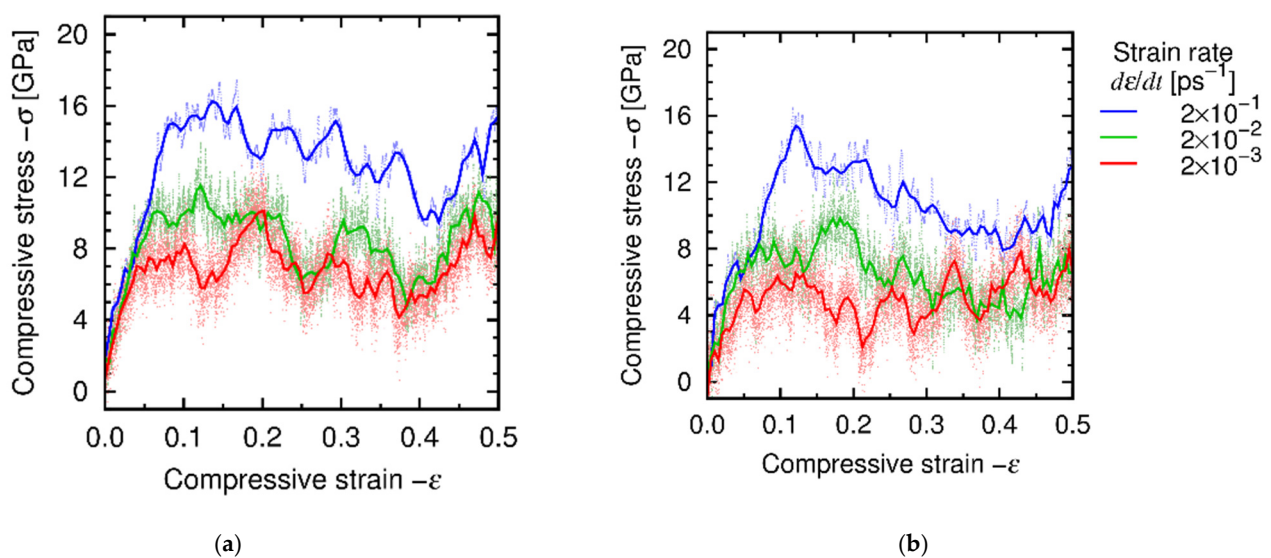 20
16
12
8
4
0
Compressive stress −σ [GPa]
0.0 0.1 0.2 0.3 0.4 0.5
Compressive strain −ε
(a)
20
16
12
8
4
0
Compressive stress −σ [GPa]
0.0 0.1 0.2 0.3 0.4 0.5
Compressive strain −ε
(b)
Strain rate
dε/dt [ps⁻¹]
2×10⁻¹
2×10⁻²
2×10⁻³